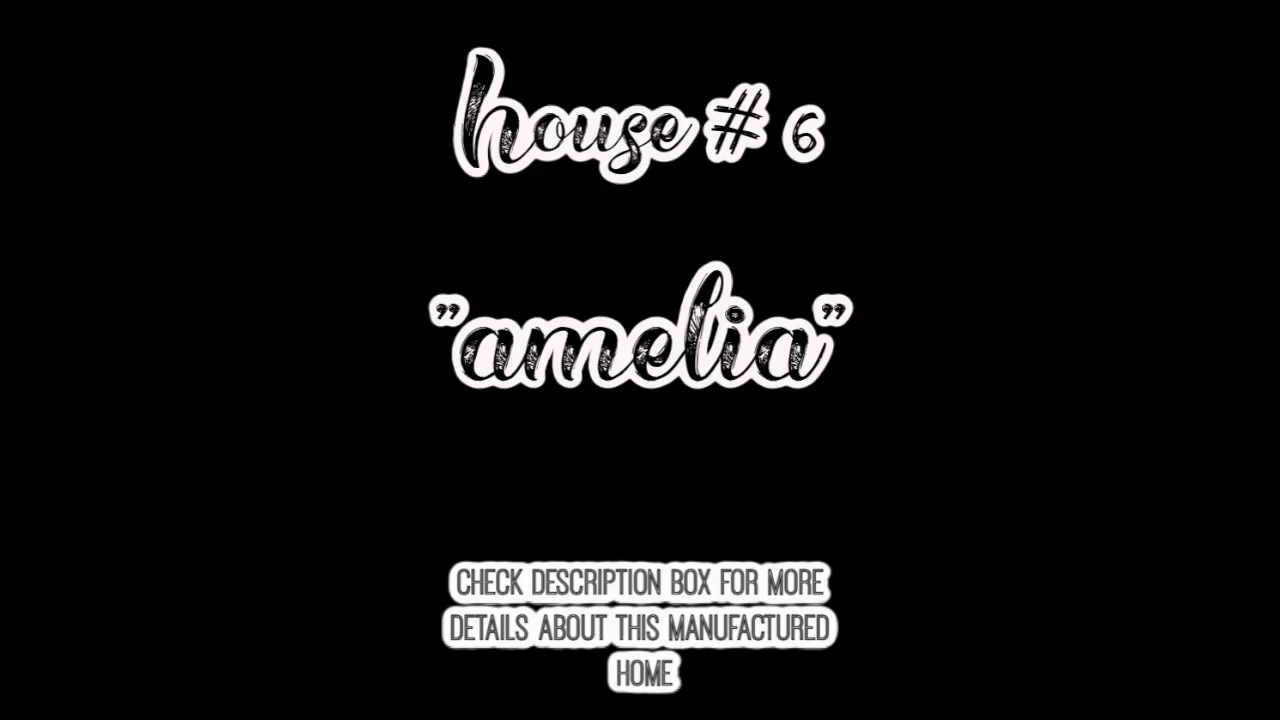 house # 6
”amelia”
CHECK DESCRIPTION BOX FOR MORE
DETAILS ABOUT THIS MANUFACTURED
HOME